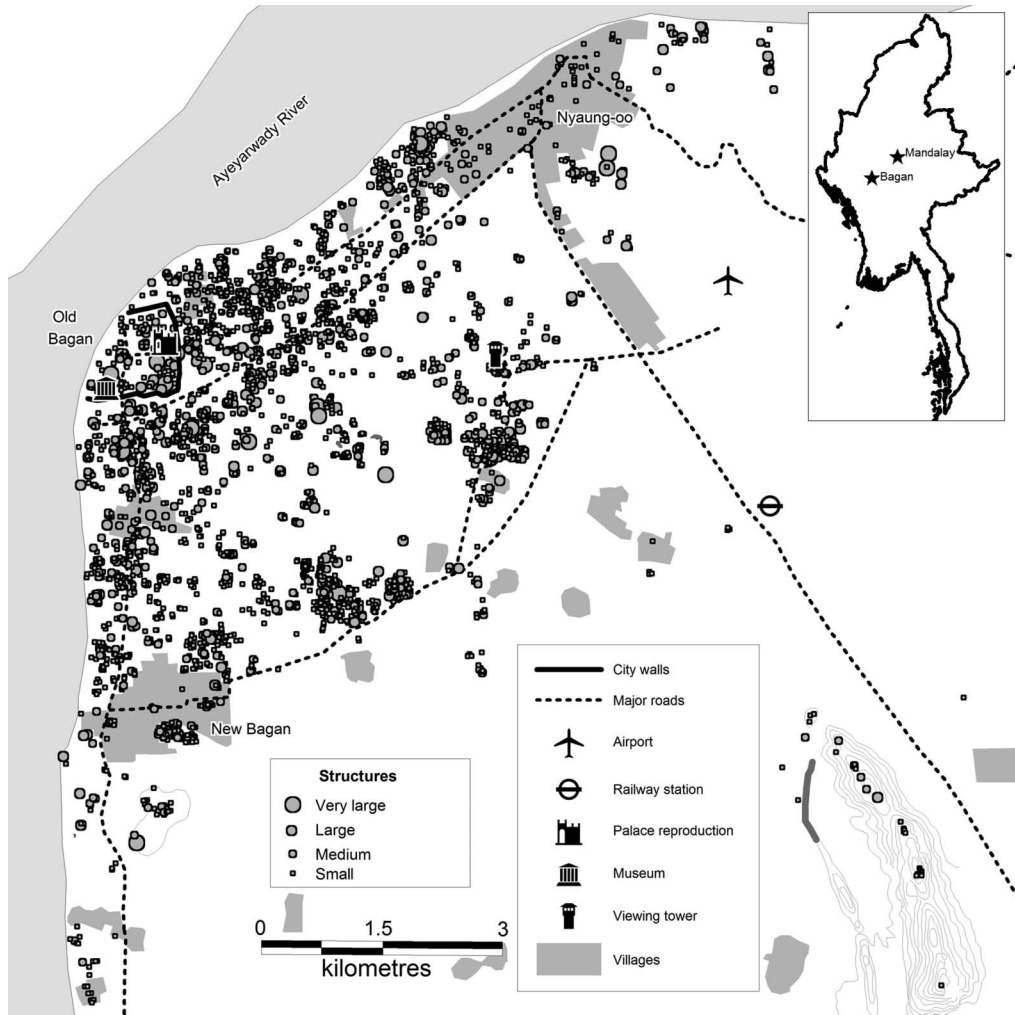 Ayeyarwady River
Nyaung-oo
Mandalay
Bagan
Old
Bagan
New Bagan
Structures
Very large
Large
Medium
Small
0 1.5 3
kilometres
City walls
Major roads
Airport
Railway station
Palace reproduction
Museum
Viewing tower
Villages